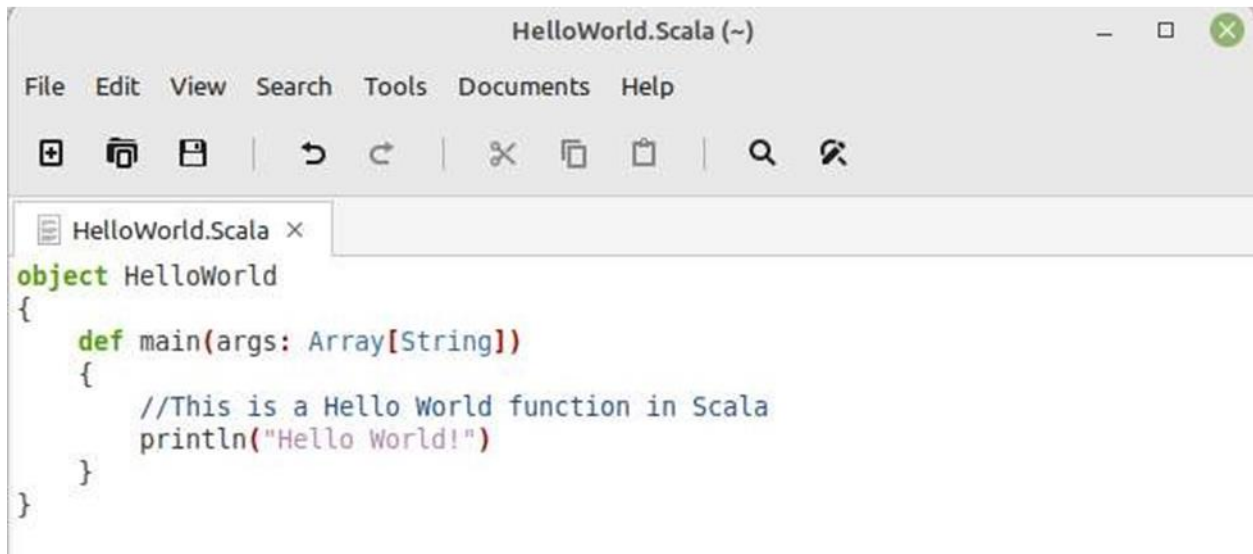 HelloWorld.Scala (~)
File Edit View Search Tools Documents Help
HelloWorld.Scala
object HelloWorld
{
    def main(args: Array[String])
    {
        //This is a Hello World function in Scala
        println("Hello World!")
    }
}